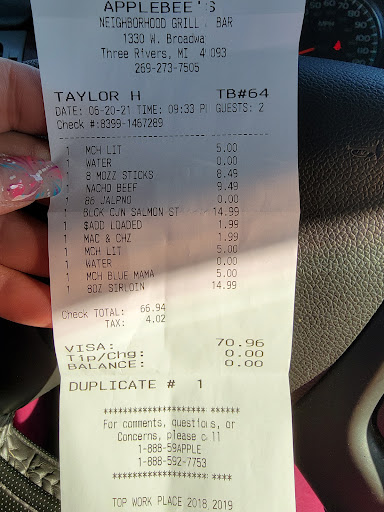 APPLEBEE'S
NEIGHBORHOOD GRILL & BAR
1330 W. Broadwa
Three Rivers, MI 49093
269-273-7505
TAYLOR H TB#64
DATE: 06-20-21 TIME: 09:33 P GUESTS: 2
Check #:8399-1467289
1 MCH LIT 5.00
1 WATER 0.00
1 8 MOZZ STICKS 8.49
NACHO BEEF 9.49
1 86 JALPNO 0.00
1 BLCK CJN SALMON ST 14.99
1 $ADD LOADED 1.99
1 MAC & CHZ 1.99
1 MCH LIT 5.00
1 WATER 0.00
1 MCH BLUE MAMA 5.00
1 8OZ SIRLOIN 14.99
Check TOTAL: 66.94
TAX: 4.02
VISA: 70.96
Tip/Chg: 0.00
BALANCE: 0.00
DUPLICATE # 1
************************ ******
For comments, questions, or
Concerns, please call
1-888-59APPLE
1-888-592-7753
******************** **** *****
TOP WORK PLACE 2018,2019